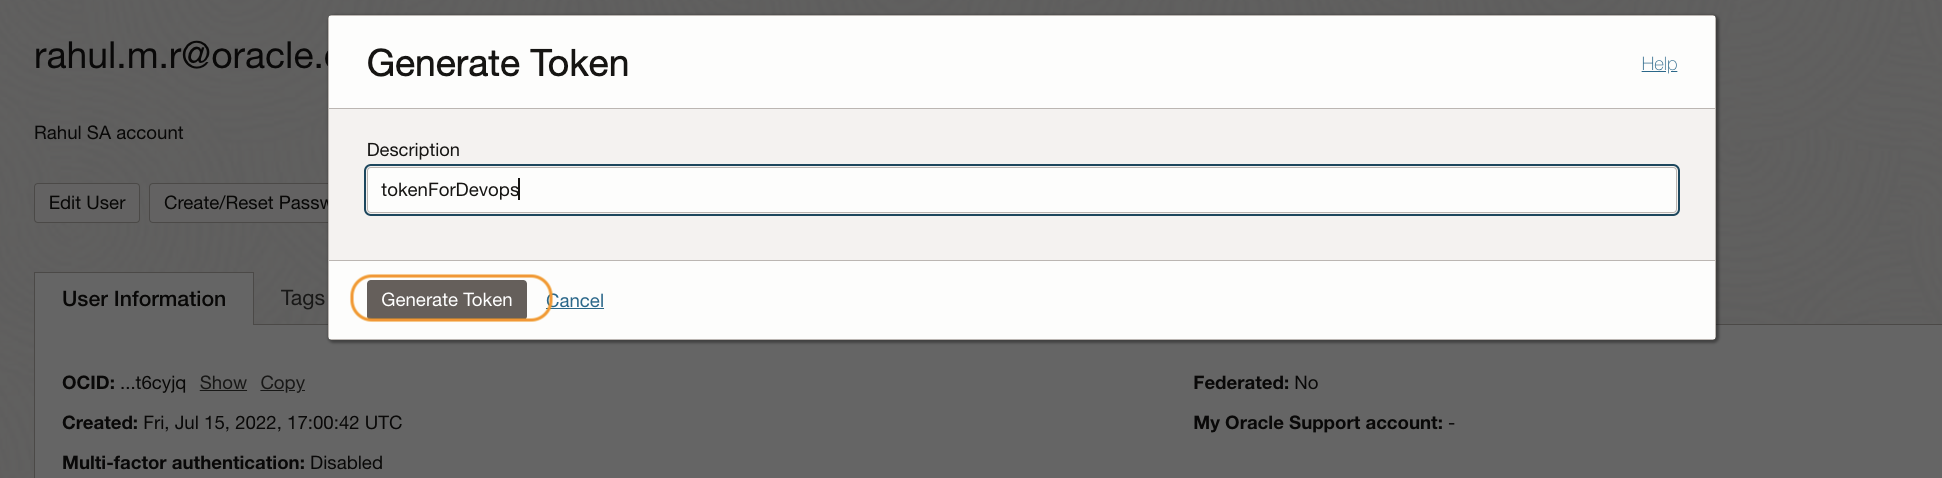 rahul.m.r@oracle.
Generate Token
Help
Rahul SA account
Description
tokenForDevops
Edit User
Create/Reset Passw
Generate Token
Cancel
User Information
Tags
OCID: ...t6cyjq Show Copy
Federated: No
Created: Fri, Jul 15, 2022, 17:00:42 UTC
My Oracle Support account: -
Multi-factor authentication: Disabled